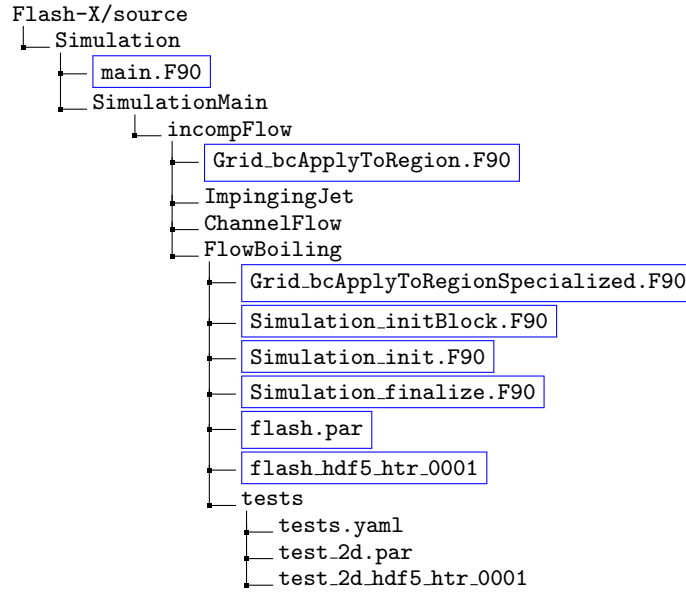 Flash-X/source
Simulation
main.F90
SimulationMain
incompFlow
Grid_bcApplyToRegion.F90
ImpingingJet
ChannelFlow
FlowBoiling
Grid_bcApplyToRegionSpecialized.F90
Simulation_initBlock.F90
Simulation_init.F90
Simulation_finalize.F90
flash.par
flash_hdf5_htr_0001
tests
tests.yaml
test_2d.par
test_2d_hdf5_htr_0001